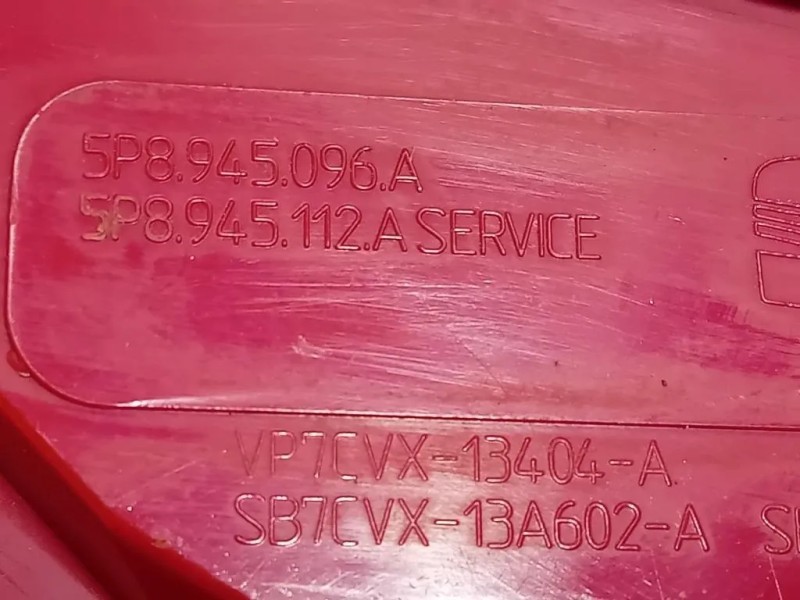 5P8.945.096.A
5P8.945.112.A SERVICE
VP7CVX-13404-A
SB7CVX-13A602-A